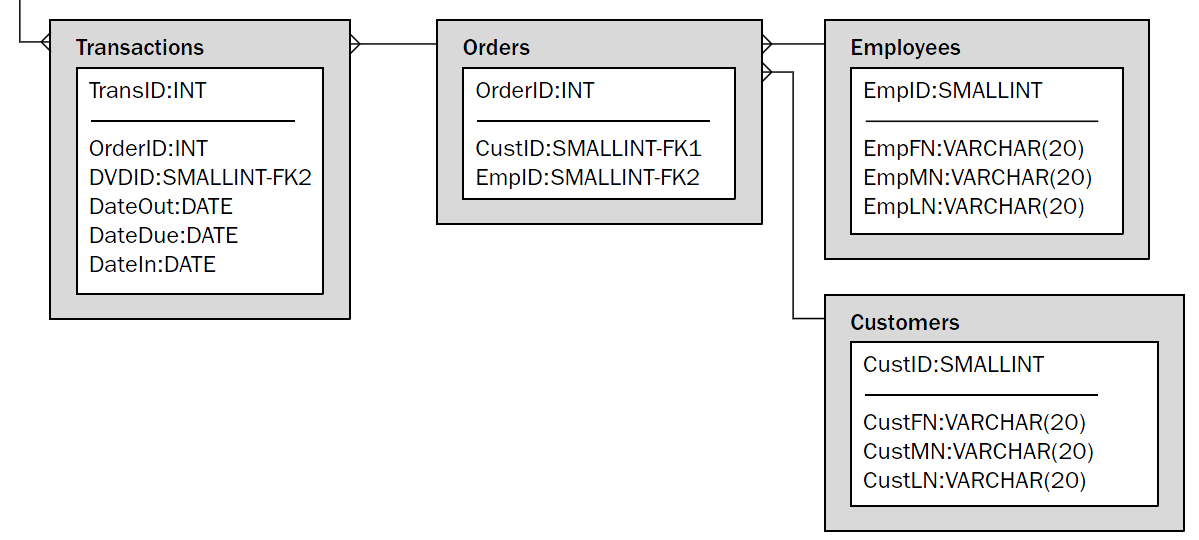 Transactions
TransID:INT
OrderID:INT
DVDID:SMALLINT-FK2
DateOut:DATE
DateDue:DATE
DateIn:DATE
Orders
OrderID:INT
CustID:SMALLINT-FK1
EmpID:SMALLINT-FK2
Employees
EmpID:SMALLINT
EmpFN:VARCHAR(20)
EmpMN:VARCHAR(20)
EmpLN:VARCHAR(20)
Customers
CustID:SMALLINT
CustFN:VARCHAR(20)
CustMN:VARCHAR(20)
CustLN:VARCHAR(20)